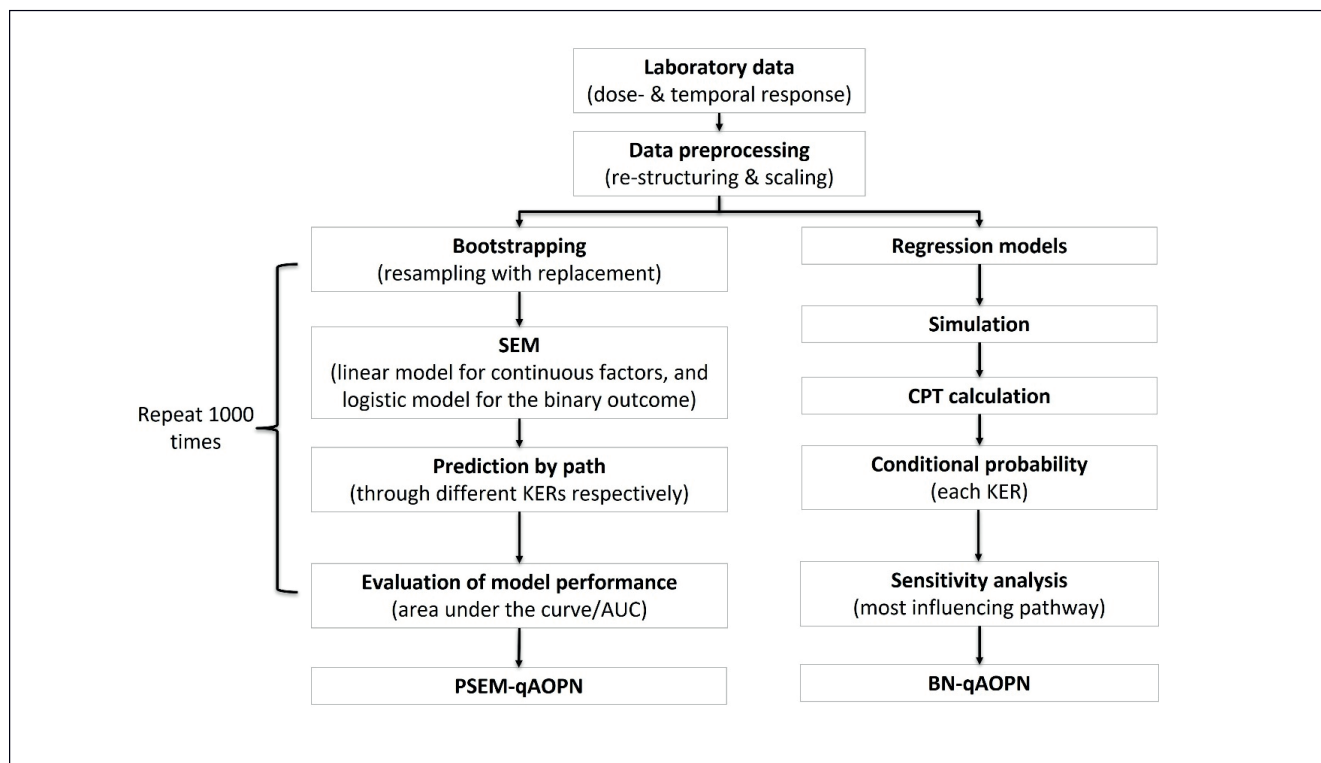 Laboratory data
(dose- & temporal response)
Data preprocessing
(re-structuring & scaling)
Bootstrapping
(resampling with replacement)
SEM
(linear model for continuous factors, and
logistic model for the binary outcome)
Repeat 1000
times
Prediction by path
(through different KERs respectively)
Evaluation of model performance
(area under the curve/AUC)
PSEM-qAOPN
Regression models
Simulation
CPT calculation
Conditional probability
(each KER)
Sensitivity analysis
(most influencing pathway)
BN-qAOPN